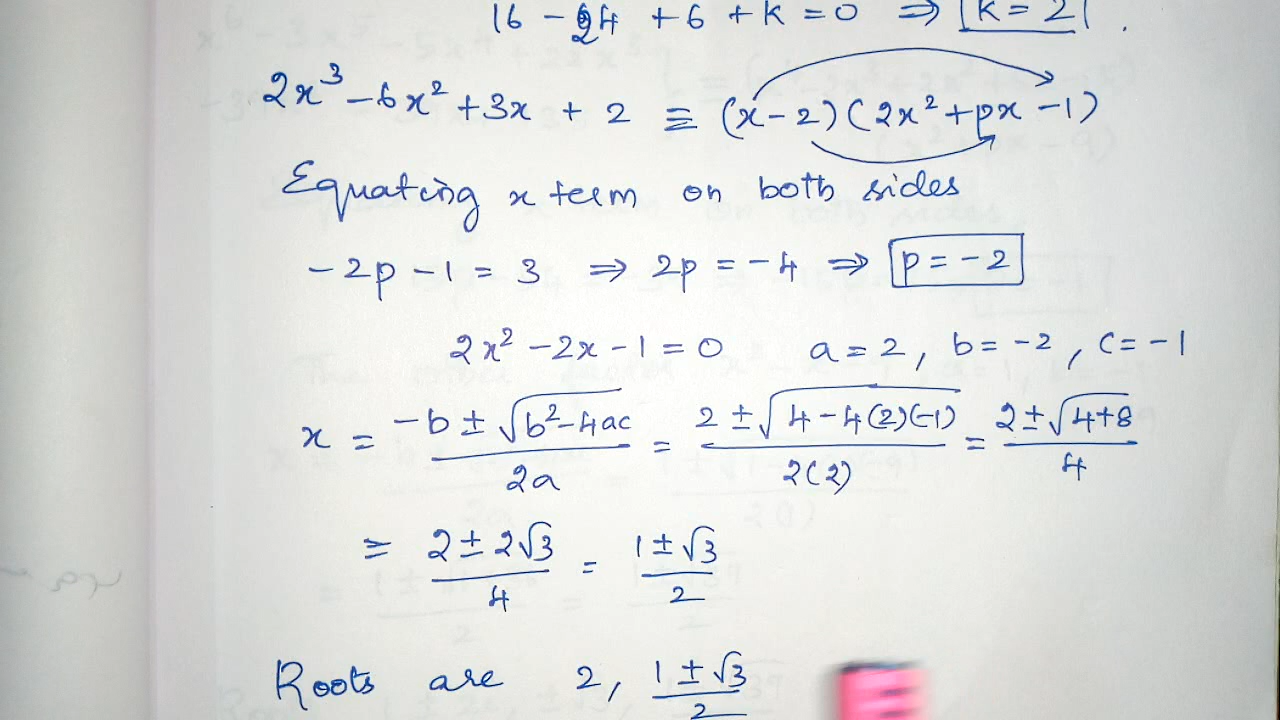 16 - 24 + 6 + k = 0 ⇒ k = 2.
2x³ - 6x² + 3x + 2 ≡ (x - 2)(2x² + px - 1)
Equating x term on both sides
-2p - 1 = 3 ⇒ 2p = -4 ⇒ p = -2
2x² - 2x - 1 = 0 a = 2, b = -2, c = -1
x = (-b ± √(b² - 4ac))/2a = (2 ± √(4 - 4(2)(-1)))/2(2) = (2 ± √(4+8))/4
= (2 ± 2√3)/4 = (1 ± √3)/2
Roots are 2, (1 ± √3)/2